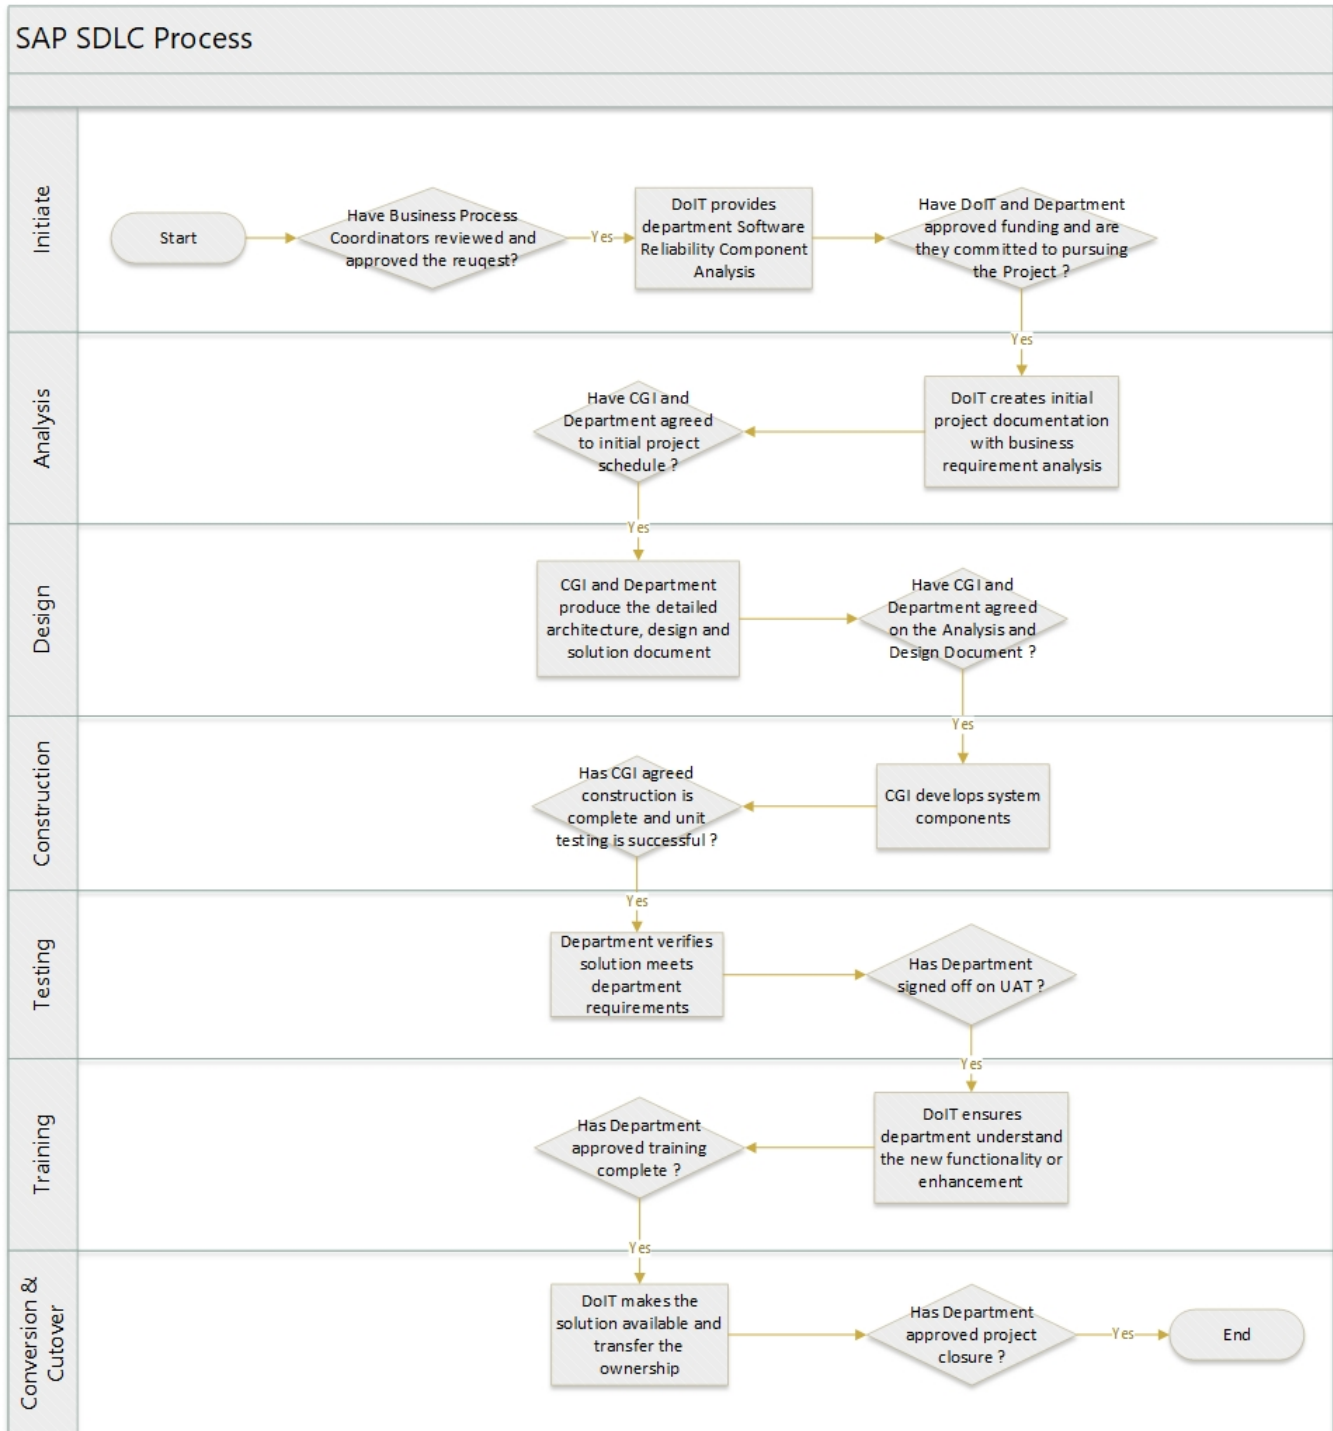 SAP SDLC Process
Initiate
Start
Have Business Process
Coordinators reviewed and
approved the reuqest?
Yes
DoIT provides
department Software
Reliability Component
Analysis
Have DoIT and Department
approved funding and are
they committed to pursuing
the Project ?
Yes
Analysis
DoIT creates initial
project documentation
with business
requirement analysis
Have CGI and
Department agreed
to initial project
schedule ?
Yes
Design
CGI and Department
produce the detailed
architecture, design and
solution document
Have CGI and
Department agreed
on the Analysis and
Design Document ?
Yes
Construction
CGI develops system
components
Has CGI agreed
construction is
complete and unit
testing is successful ?
Yes
Testing
Department verifies
solution meets
department
requirements
Has Department
signed off on UAT ?
Yes
Training
DoIT ensures
department understand
the new functionality or
enhancement
Has Department
approved training
complete ?
Yes
Conversion &
Cutover
DoIT makes the
solution available and
transfer the
ownership
Has Department
approved project
closure ?
Yes
End